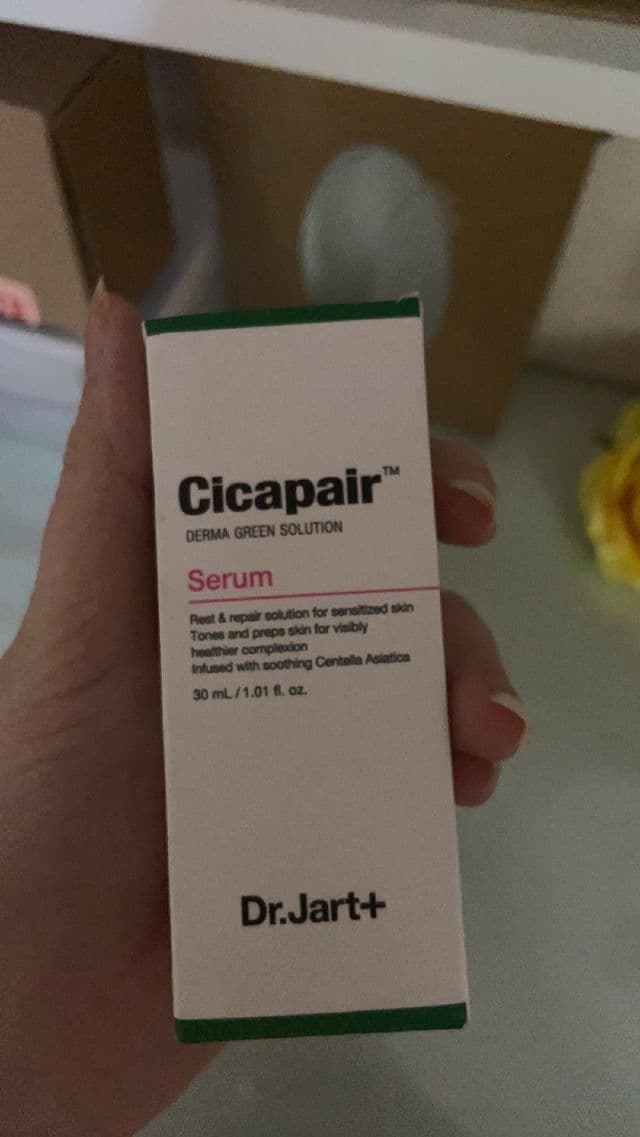 Cicapair™
DERMA GREEN SOLUTION
Serum
Rest & repair solution for sensitized skin
Tones and preps skin for visibly
healthier complexion
Infused with soothing Centella Asiatica
30 mL / 1.01 fl. oz.
Dr.Jart+